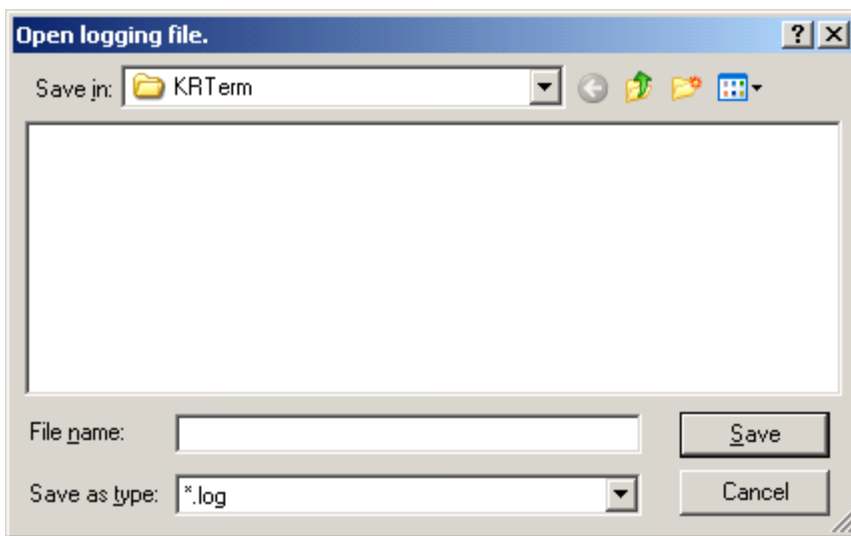 Open logging file.
Save in: KRTerm
File name: Save
Save as type: *.log Cancel